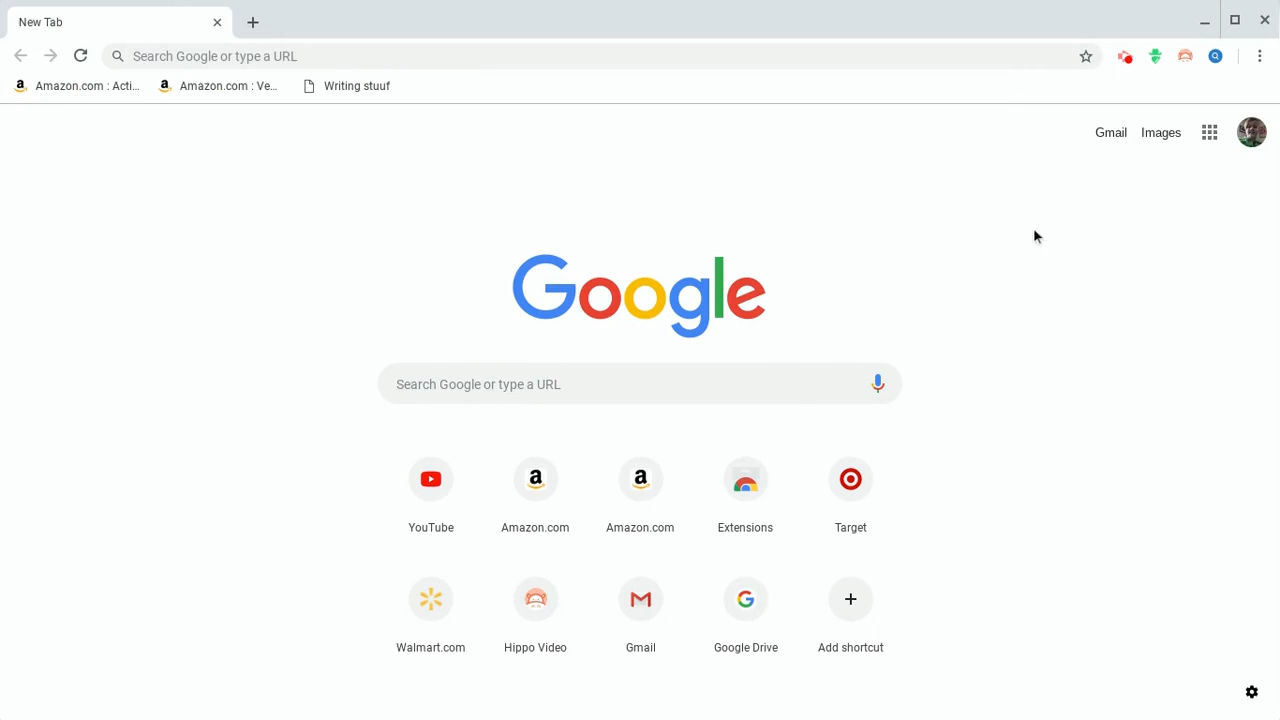 New Tab
Search Google or type a URL
Amazon.com : Acti...
Amazon.com : Ve...
Writing stuuf
Gmail
Images
Google
Search Google or type a URL
YouTube
Amazon.com
Amazon.com
Extensions
Target
Walmart.com
Hippo Video
Gmail
Google Drive
Add shortcut